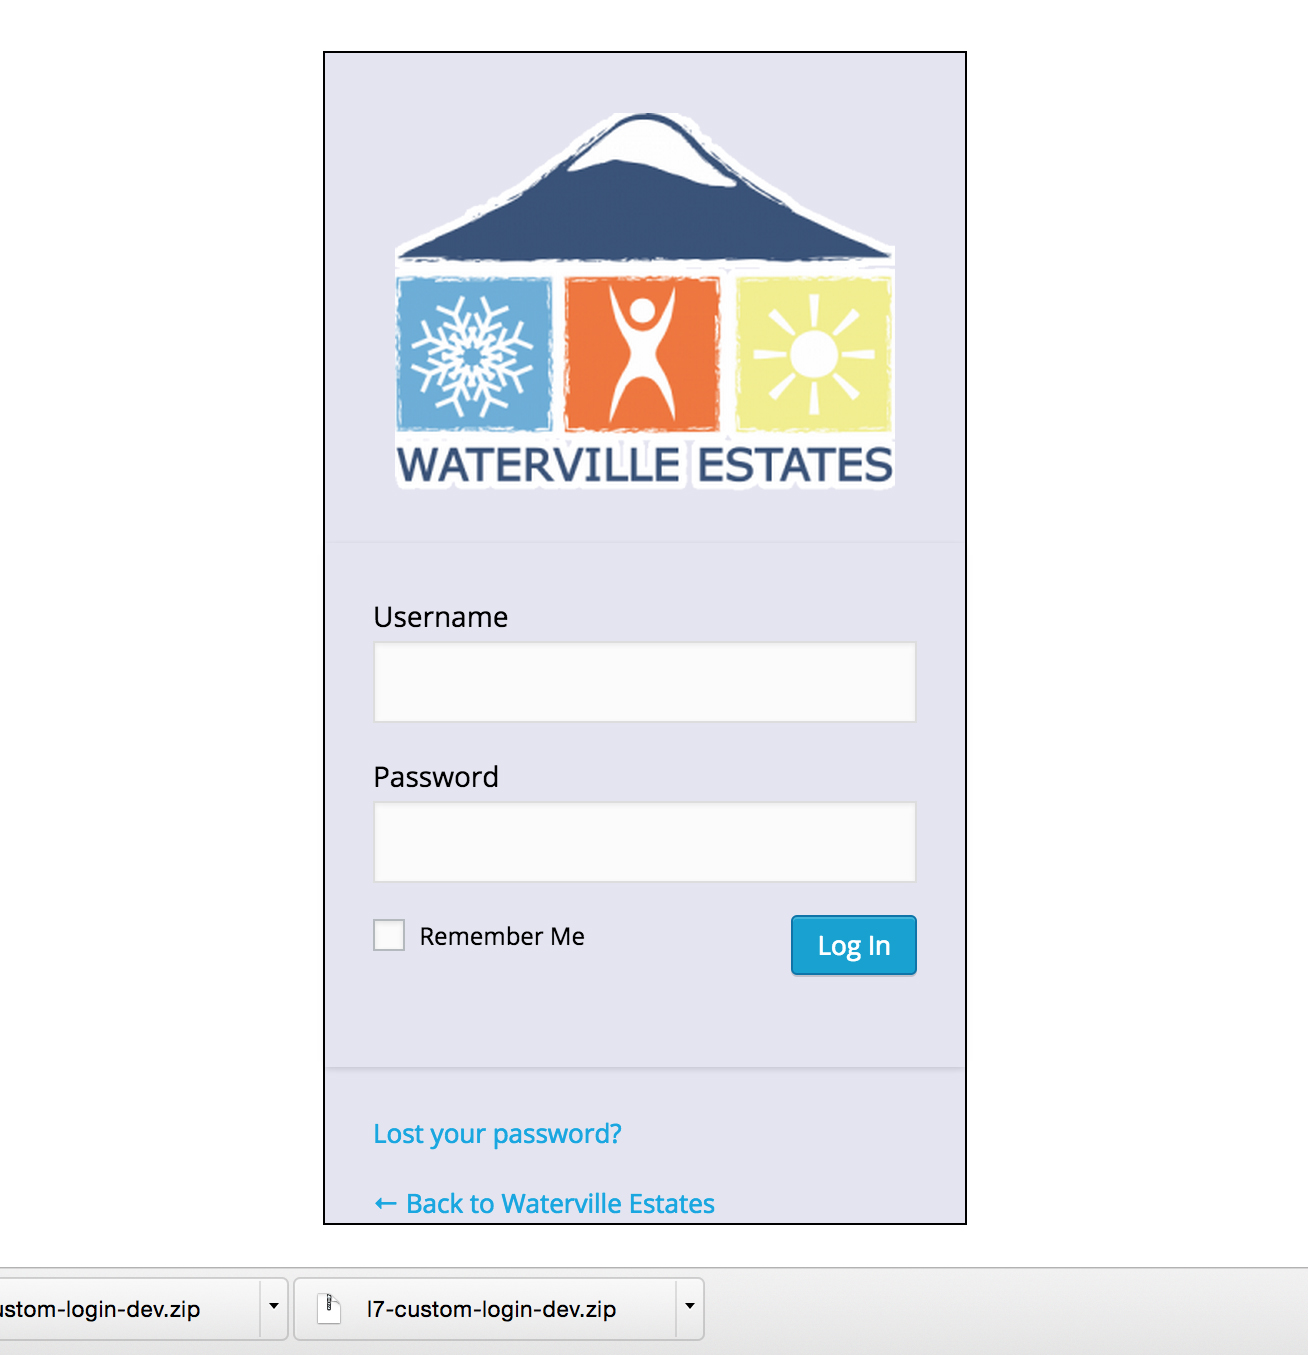 WATERVILLE ESTATES
Username
Password
Remember Me
Log In
Lost your password?
← Back to Waterville Estates
ustom-login-dev.zip
l7-custom-login-dev.zip